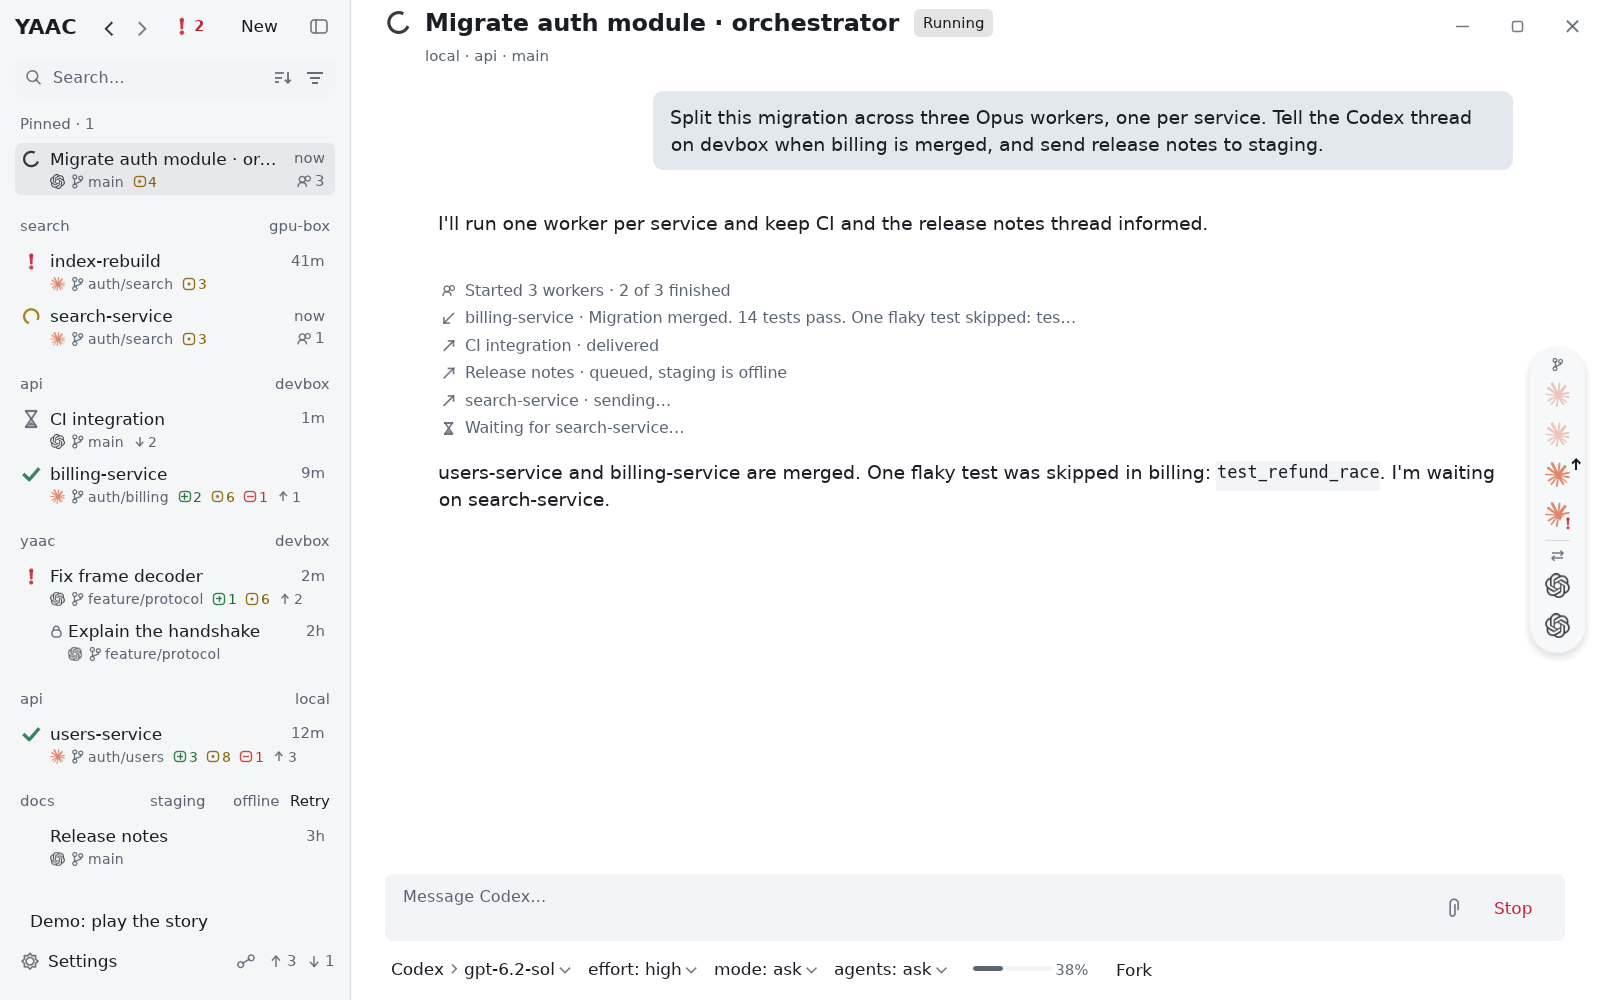 YAAC
2
New
Search...
Pinned · 1
Migrate auth module · or... now
main 4 3
search gpu-box
index-rebuild 41m
auth/search 3
search-service now
auth/search 3 1
api devbox
CI integration 1m
main 2
billing-service 9m
auth/billing 2 6 1 1
yaac devbox
Fix frame decoder 2m
feature/protocol 1 6 2
Explain the handshake 2h
feature/protocol
api local
users-service 12m
auth/users 3 8 1 3
docs staging offline Retry
Release notes 3h
main
Demo: play the story
Settings 3 1
Migrate auth module · orchestrator Running
local · api · main
Split this migration across three Opus workers, one per service. Tell the Codex thread
on devbox when billing is merged, and send release notes to staging.
I'll run one worker per service and keep CI and the release notes thread informed.
Started 3 workers · 2 of 3 finished
billing-service · Migration merged. 14 tests pass. One flaky test skipped: tes...
CI integration · delivered
Release notes · queued, staging is offline
search-service · sending...
Waiting for search-service...
users-service and billing-service are merged. One flaky test was skipped in billing: test_refund_race. I'm waiting
on search-service.
Message Codex...
Stop
Codex gpt-6.2-sol effort: high mode: ask agents: ask 38% Fork